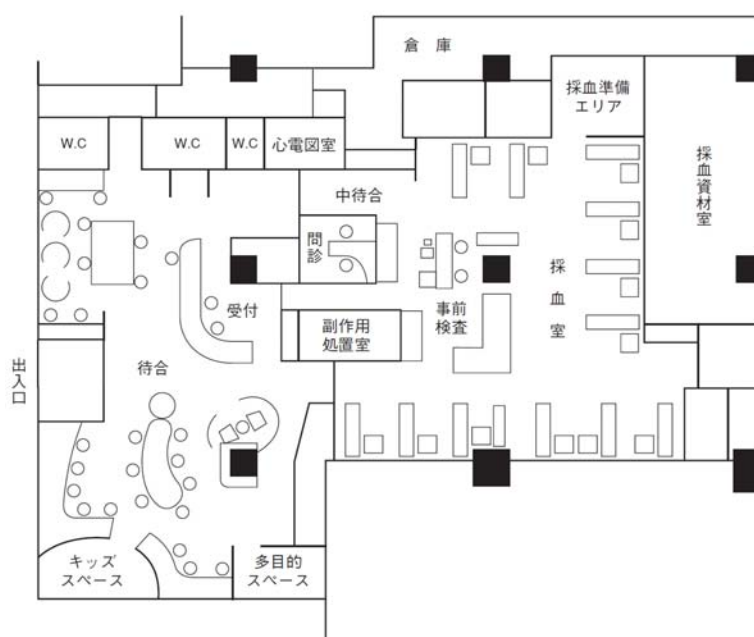 倉 庫
採血準備
エリア
W.C
W.C
W.C
心電図室
採血資材室
中待合
問診
採血室
受付
事前
検査
副作用
処置室
待合
出入口
キッズ
スペース
多目的
スペース